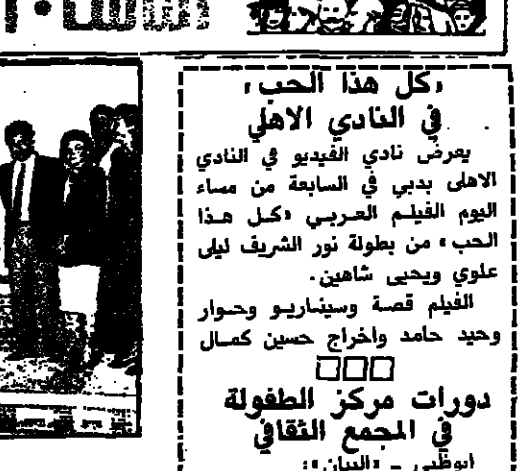 «كل هذا الحب»
في النادي الاهلي
يعرض نادي الفيديو في النادي
الاهلى بدبي في السابعة من مساء
اليوم الفيلم العربي «كل هذا
الحب» من بطولة نور الشريف ليلى
علوي ويحيى شاهين.
الفيلم قصة وسيناريو وحوار
وحيد حامد واخراج حسين كمال
دورات مركز الطفولة
في المجمع الثقافي
ابوظبي - «البيان»: